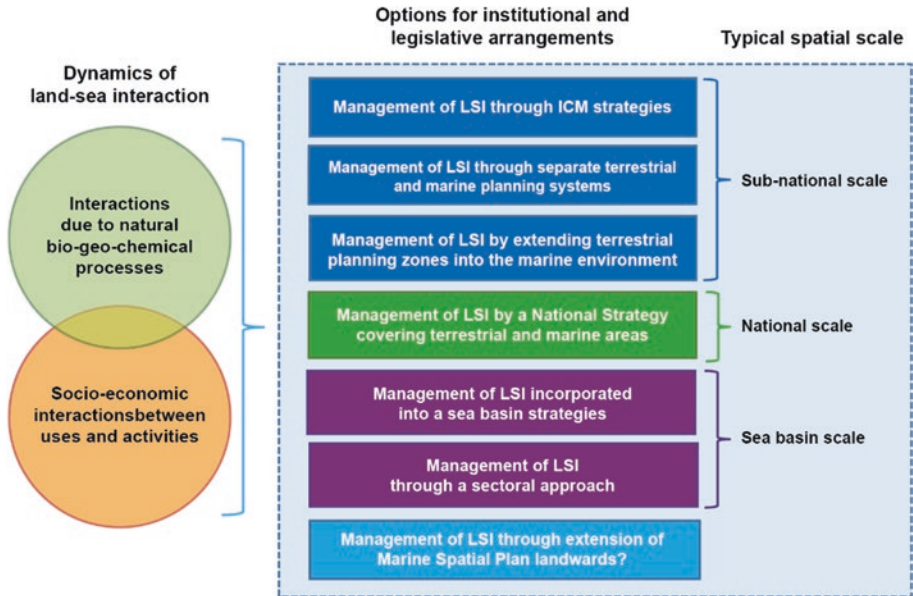 Options for institutional and
legislative arrangements
Typical spatial scale
Dynamics of
land-sea interaction
Interactions
due to natural
bio-geo-chemical
processes
Socio-economic
interactionsbetween
uses and activities
Management of LSI through ICM strategies
Management of LSI through separate terrestrial
and marine planning systems
Management of LSI by extending terrestrial
planning zones into the marine environment
Sub-national scale
Management of LSI by a National Strategy
covering terrestrial and marine areas
National scale
Management of LSI incorporated
into a sea basin strategies
Management of LSI
through a sectoral approach
Sea basin scale
Management of LSI through extension of
Marine Spatial Plan landwards?